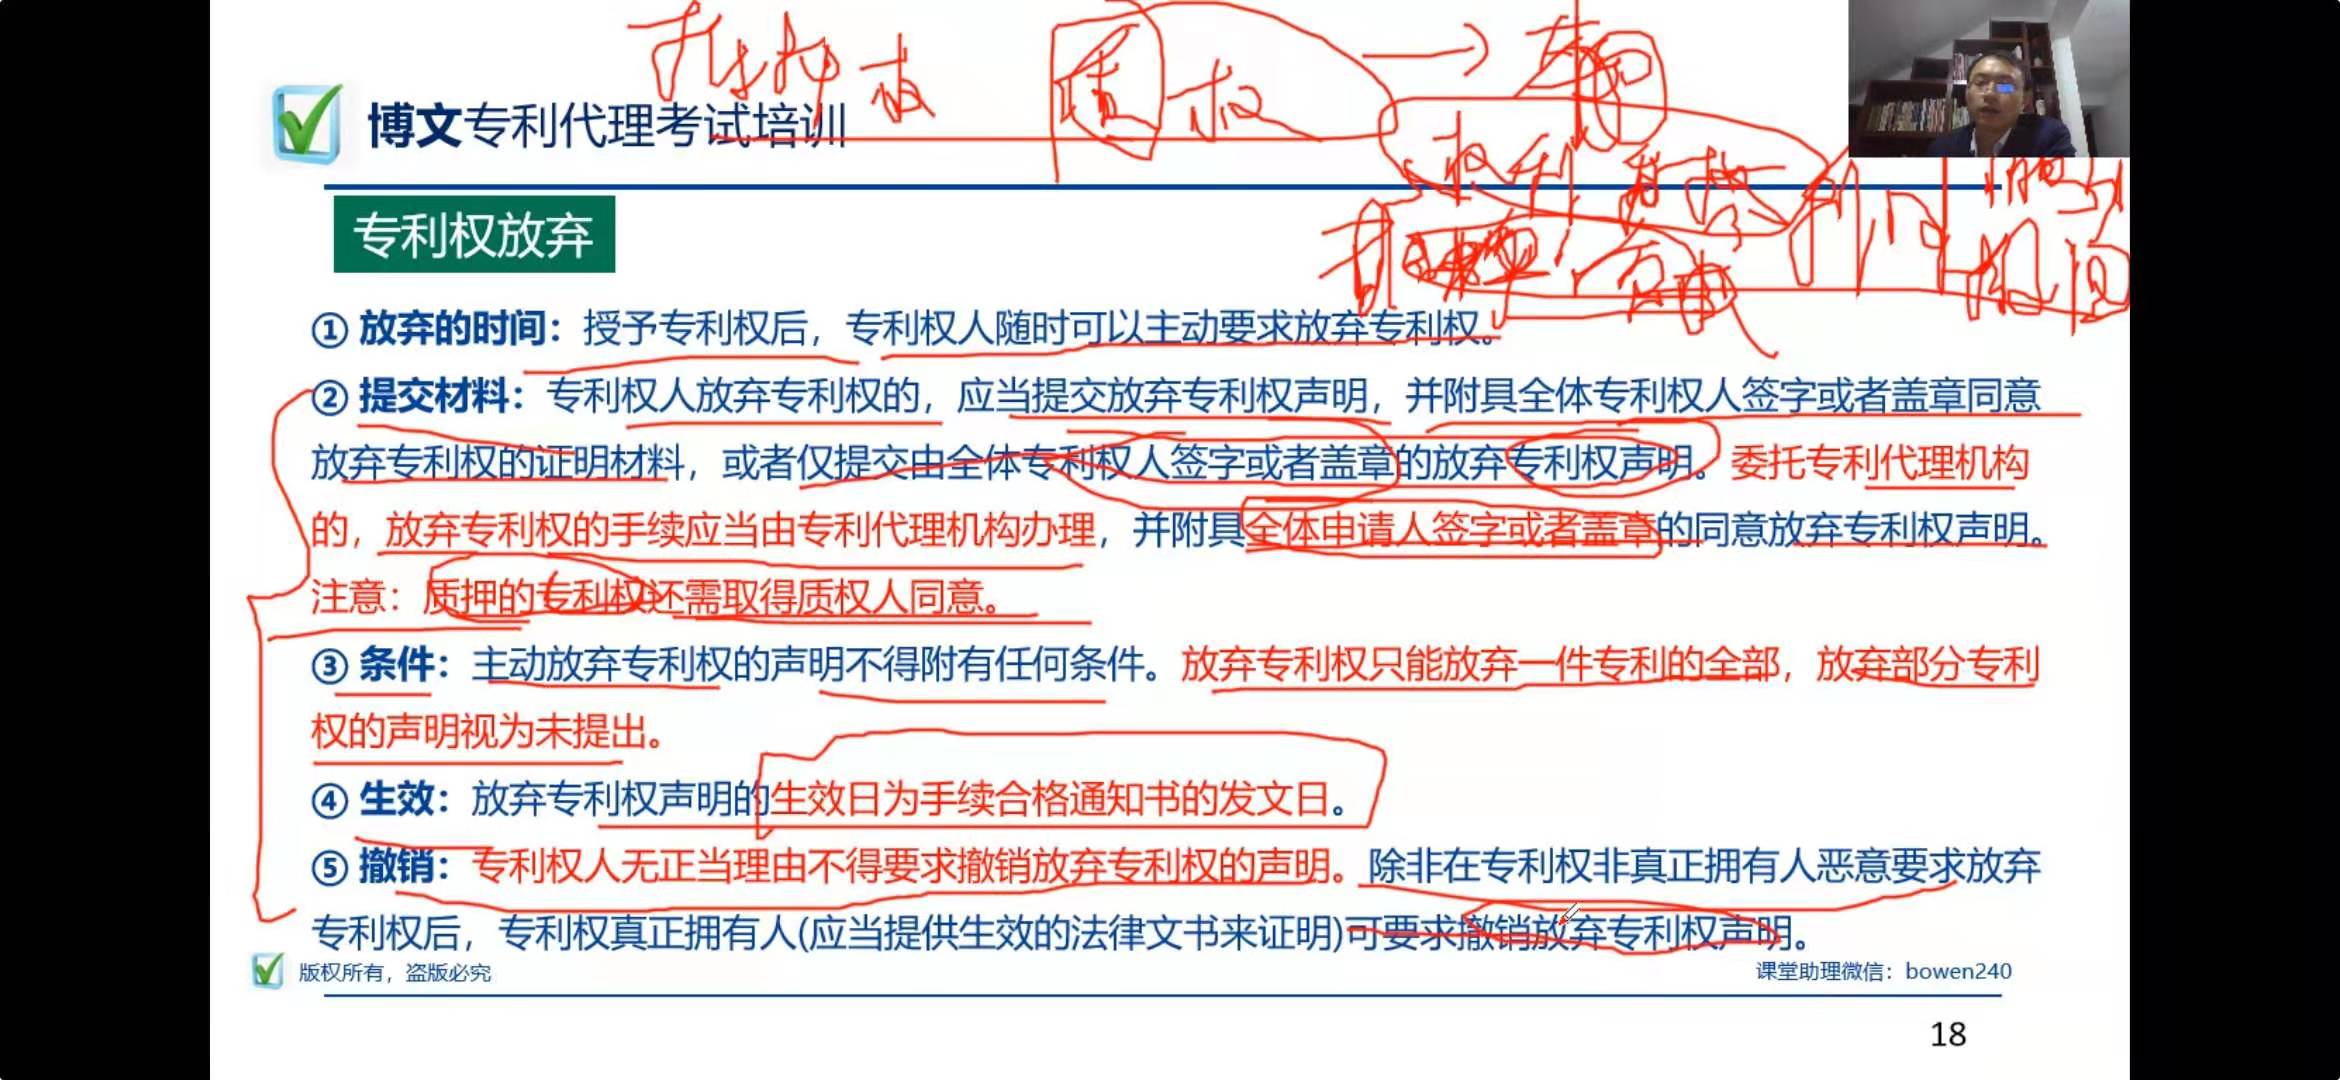 抵押权 质权
权利质权
博文专利代理考试培训
专利权放弃
① 放弃的时间：授予专利权后，专利权人随时可以主动要求放弃专利权。
② 提交材料：专利权人放弃专利权的，应当提交放弃专利权声明，并附具全体专利权人签字或者盖章同意
放弃专利权的证明材料，或者仅提交由全体专利权人签字或者盖章的放弃专利权声明。委托专利代理机构
的，放弃专利权的手续应当由专利代理机构办理，并附具全体申请人签字或者盖章的同意放弃专利权声明。
注意：质押的专利权还需取得质权人同意。
③ 条件：主动放弃专利权的声明不得附有任何条件。放弃专利权只能放弃一件专利的全部，放弃部分专利
权的声明视为未提出。
④ 生效：放弃专利权声明的生效日为手续合格通知书的发文日。
⑤ 撤销：专利权人无正当理由不得要求撤销放弃专利权的声明。除非在专利权非真正拥有人恶意要求放弃
专利权后，专利权真正拥有人(应当提供生效的法律文书来证明)可要求撤销放弃专利权声明。
版权所有，盗版必究
课堂助理微信：bowen240
18